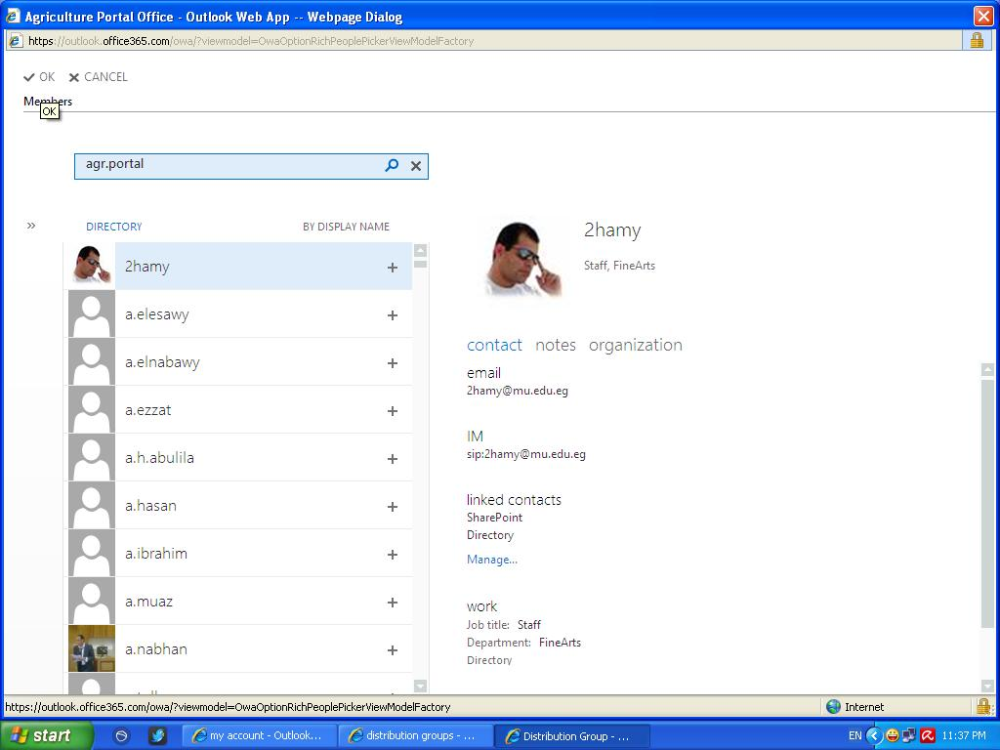 Agriculture Portal Office - Outlook Web App -- Webpage Dialog
https://outlook.office365.com/owa/?viewmodel=OwaOptionRichPeoplePickerViewModelFactory
OK CANCEL
Members
OK
agr.portal
DIRECTORY BY DISPLAY NAME
2hamy
a.elesawy
a.elnabawy
a.ezzat
a.h.abulila
a.hasan
a.ibrahim
a.muaz
a.nabhan
2hamy
Staff, FineArts
contact notes organization
email
2hamy@mu.edu.eg
IM
sip:2hamy@mu.edu.eg
linked contacts
SharePoint
Directory
Manage...
work
Job title: Staff
Department: FineArts
Directory
https://outlook.office365.com/owa/?viewmodel=OwaOptionRichPeoplePickerViewModelFactory
Internet
start
my account - Outlook...
distribution groups - ...
Distribution Group - ...
EN
11:37 PM